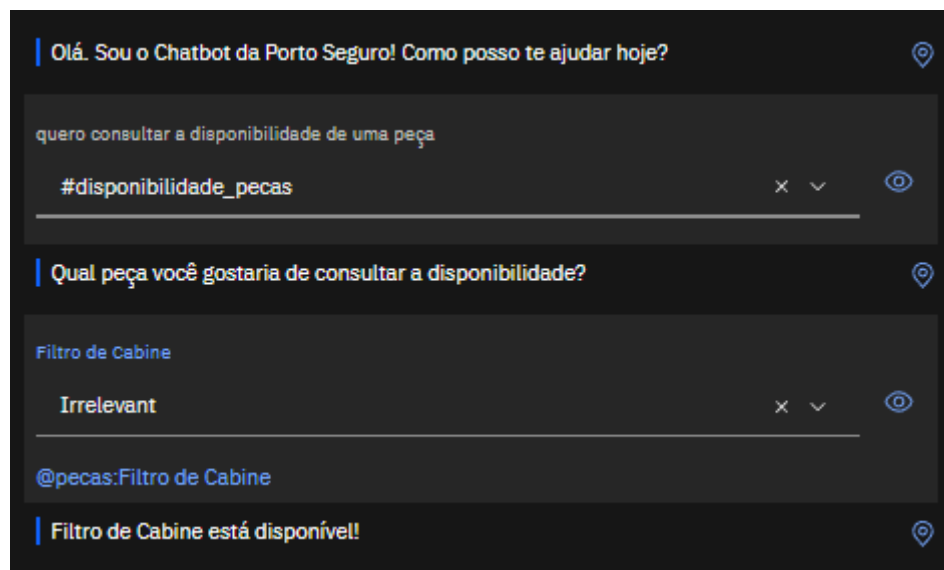 Olá. Sou o Chatbot da Porto Seguro! Como posso te ajudar hoje?
quero consultar a disponibilidade de uma peça
#disponibilidade_pecas
Qual peça você gostaria de consultar a disponibilidade?
Filtro de Cabine
Irrelevant
@pecas:Filtro de Cabine
Filtro de Cabine está disponível!